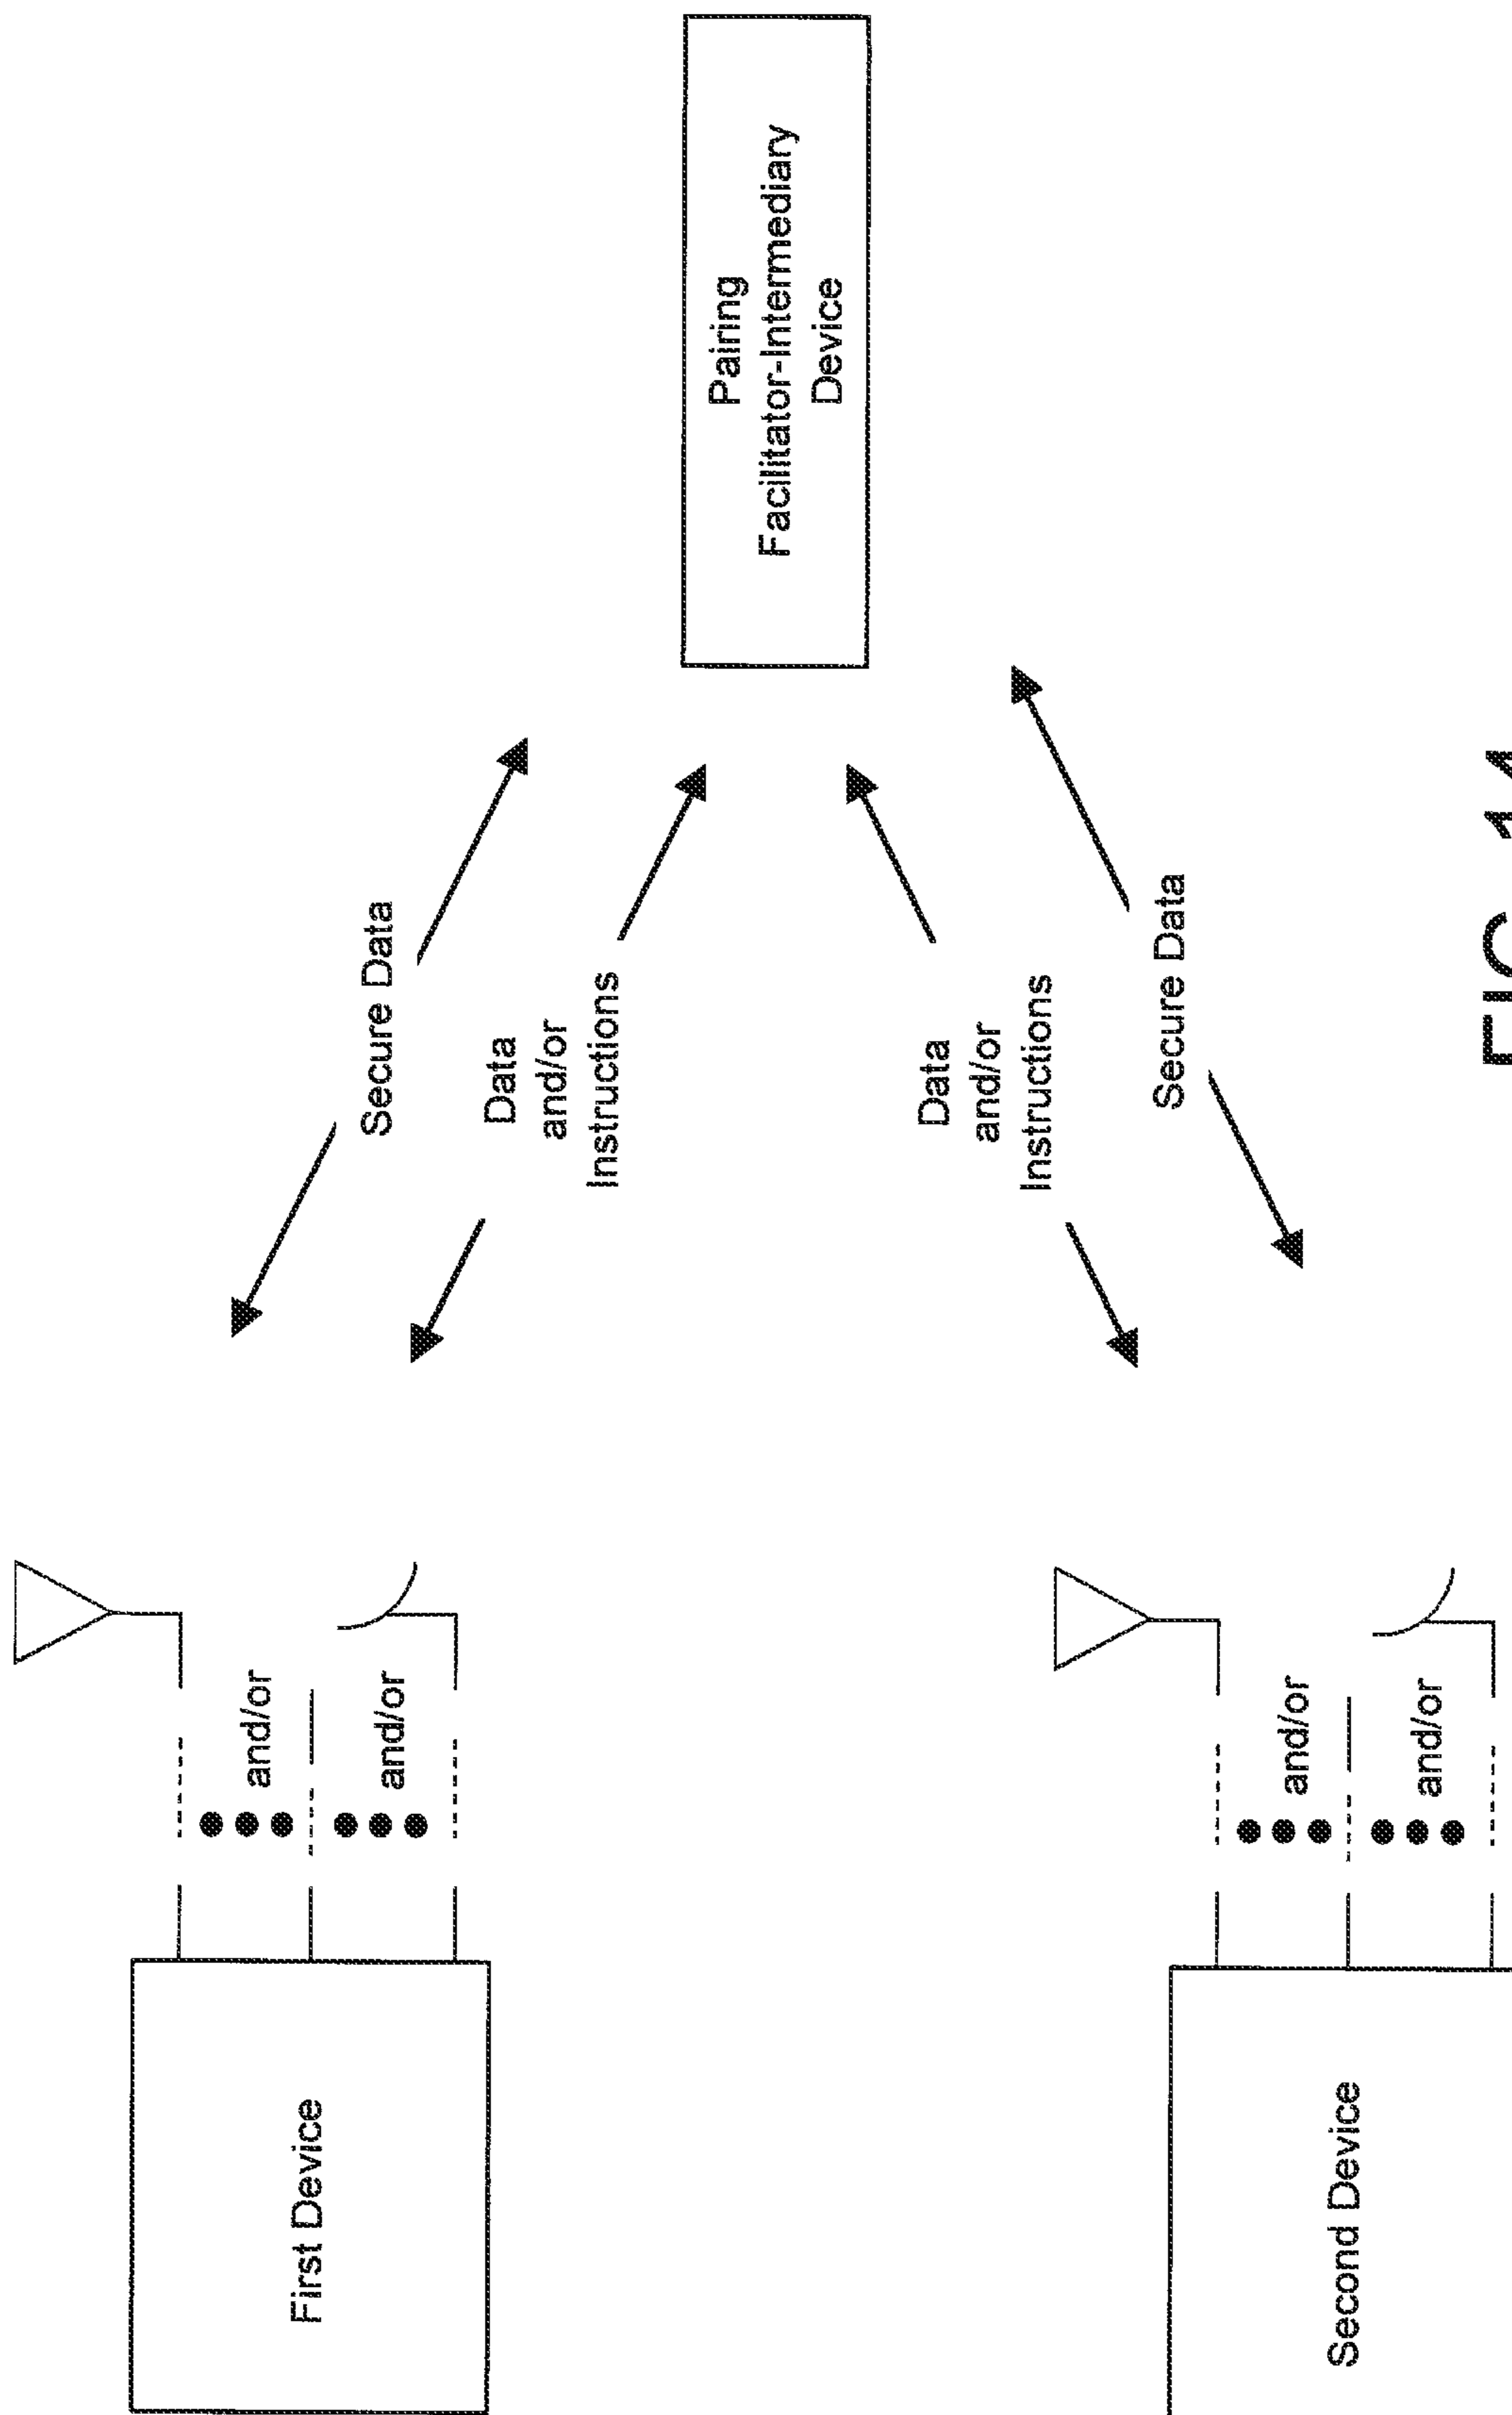 First Device
and/or
and/or
Secure Data
Data
and/or
Instructions
Pairing
Facilitator-Intermediary
Device
Data
and/or
Instructions
Secure Data
Second Device
and/or
and/or
FIG